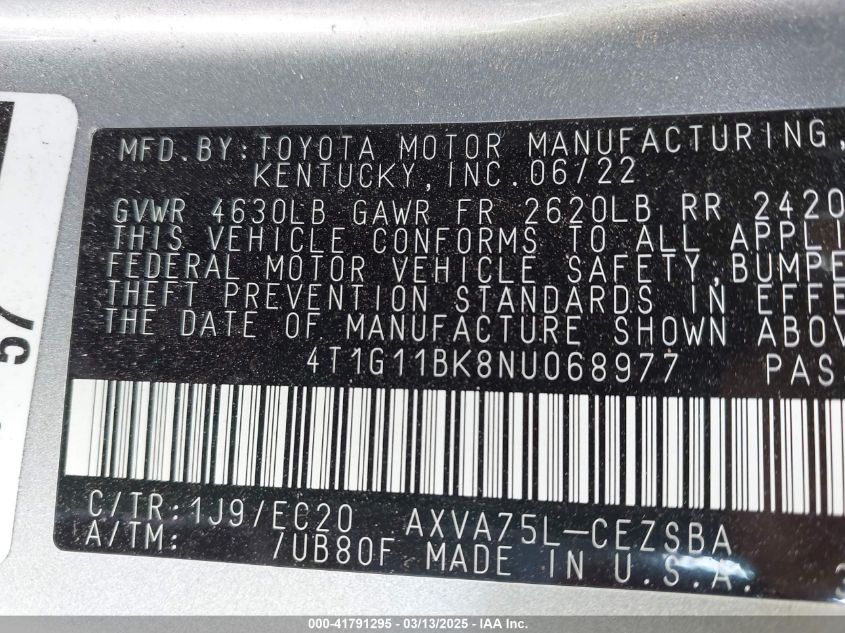 MFD.BY:TOYOTA MOTOR MANUFACTURING,
KENTUCKY,INC.06/22
GVWR 4630LB GAWR FR 2620LB RR 2420
THIS VEHICLE CONFORMS TO ALL APPLI
FEDERAL MOTOR VEHICLE SAFETY,BUMPE
THEFT PREVENTION STANDARDS IN EFFE
THE DATE OF MANUFACTURE SHOWN ABOV
4T1G11BK8NU068977 PAS
C/TR:1J9/EC20 AXVA75L-CEZSBA
A/TM: /UB80F MADE IN U.S.A.
000-41791295 - 03/13/2025 - IAA Inc.